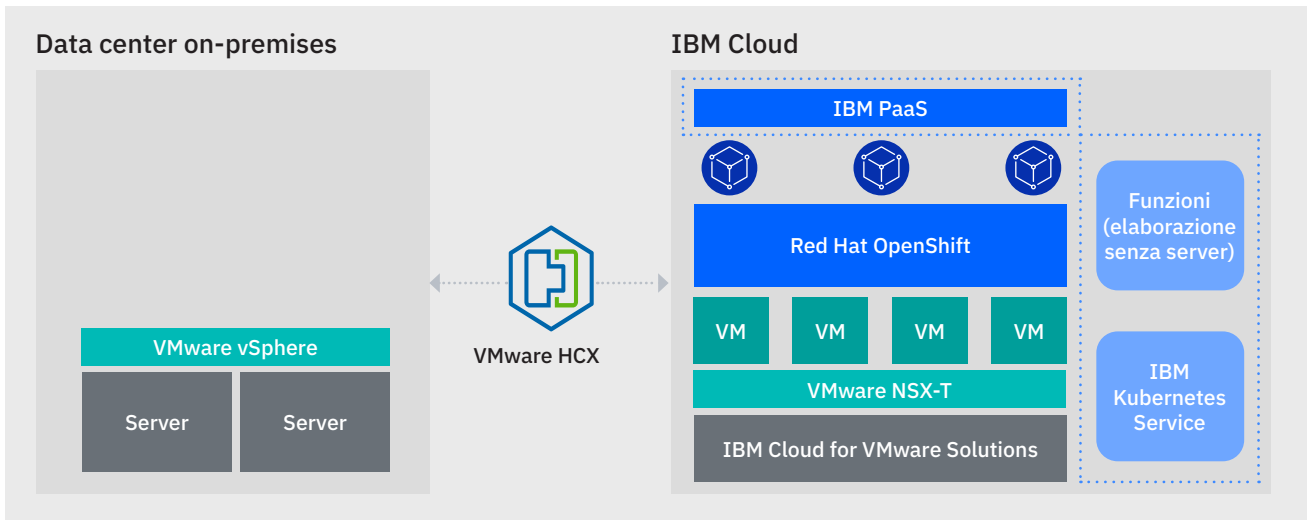 Data center on-premises
VMware vSphere
Server
Server
VMware HCX
IBM Cloud
IBM PaaS
Red Hat OpenShift
VM
VM
VM
VM
VMware NSX-T
IBM Cloud for VMware Solutions
Funzioni
(elaborazione
senza server)
IBM
Kubernetes
Service